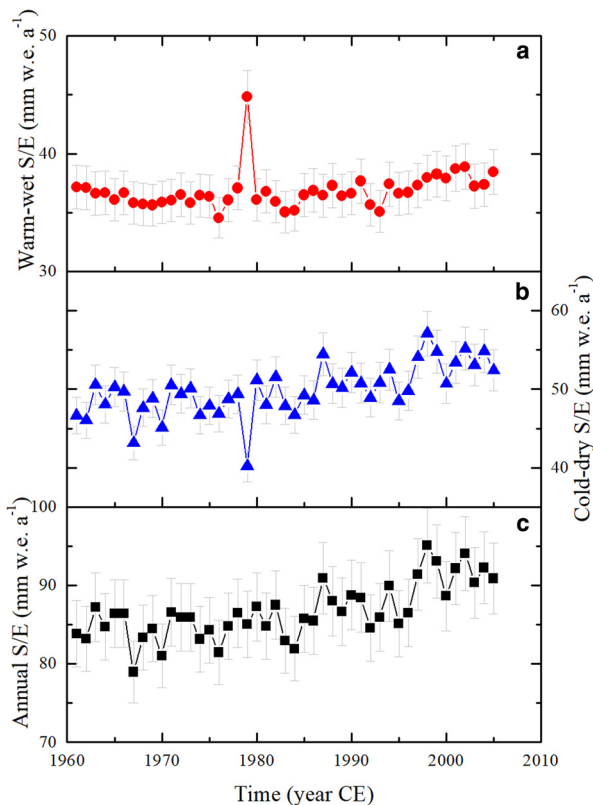 50
a
Warm-wet S/E (mm w.e. a⁻¹)
40
30
b
60
50
40
Cold-dry S/E (mm w.e. a⁻¹)
100
c
90
80
70
Annual S/E (mm w.e. a⁻¹)
1960 1970 1980 1990 2000 2010
Time (year CE)